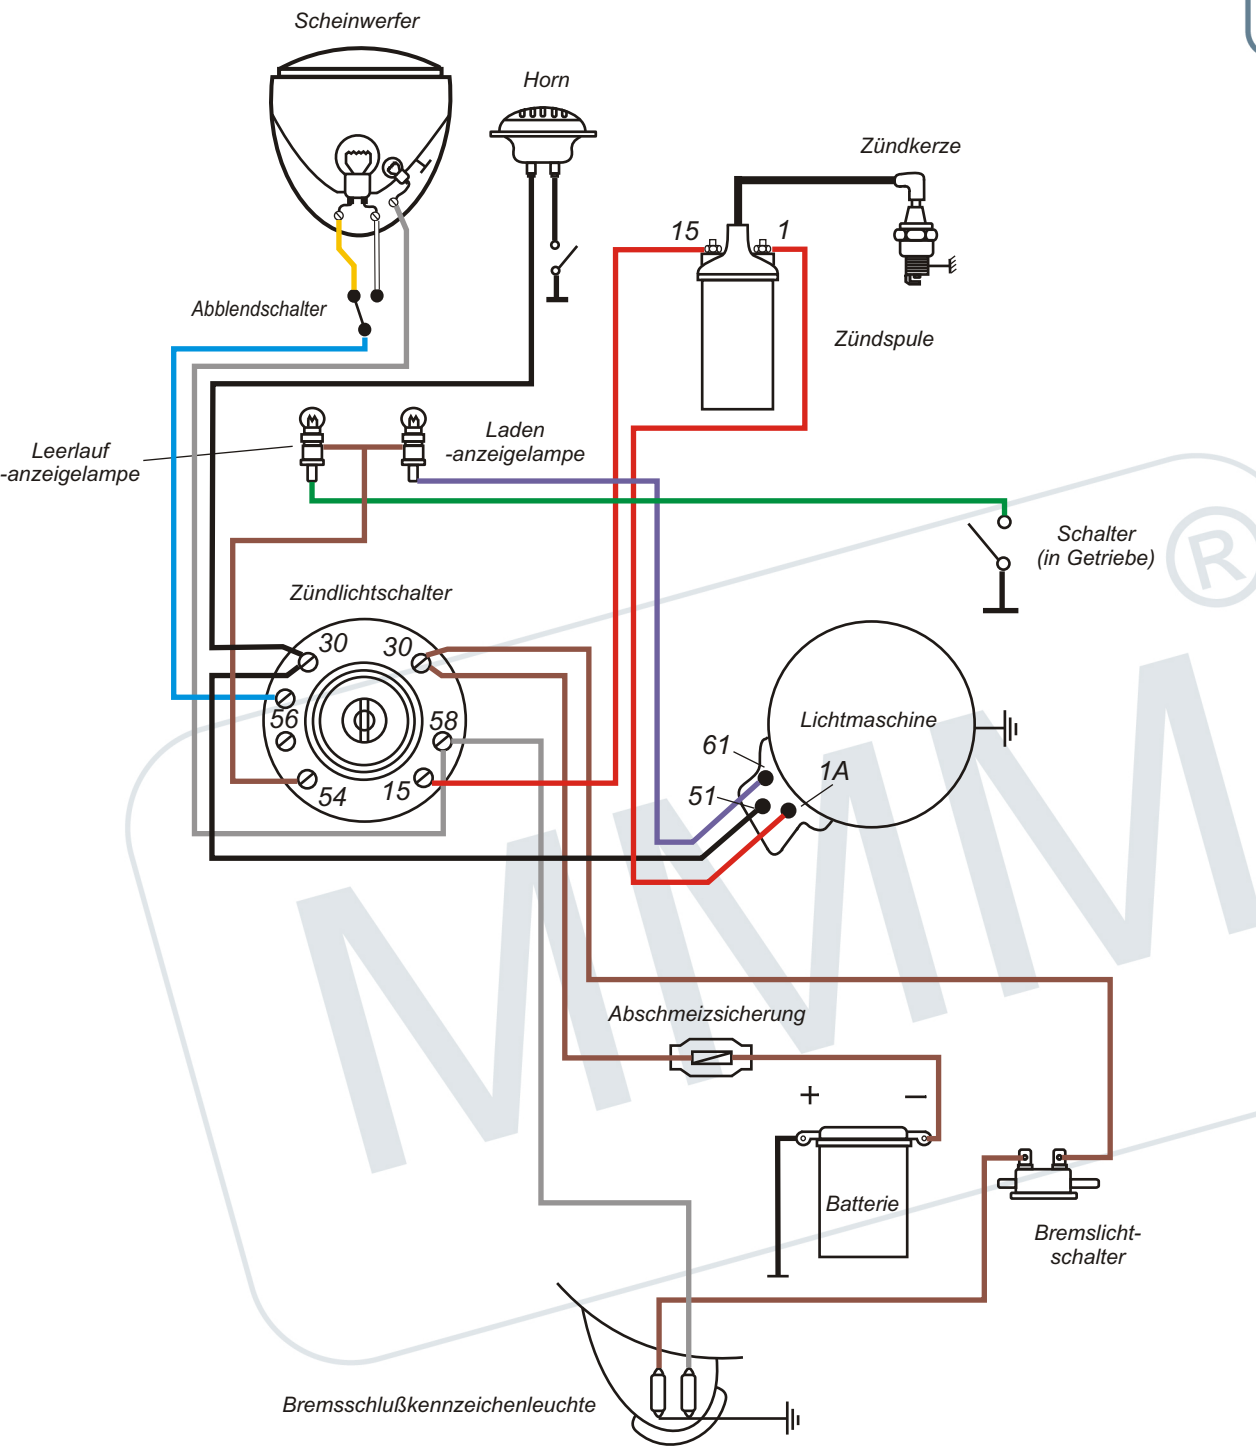 Scheinwerfer
Horn
Zündkerze
15
1
Abblendschalter
Zündspule
Leerlauf
-anzeigelampe
Laden
-anzeigelampe
Schalter
(in Getriebe)
®
Zündlichtschalter
30
30
56
58
54
15
Lichtmaschine
61
51
1A
MMM
Abschmeizsicherung
+
–
Batterie
Bremslicht-
schalter
Bremsschlußkennzeichenleuchte